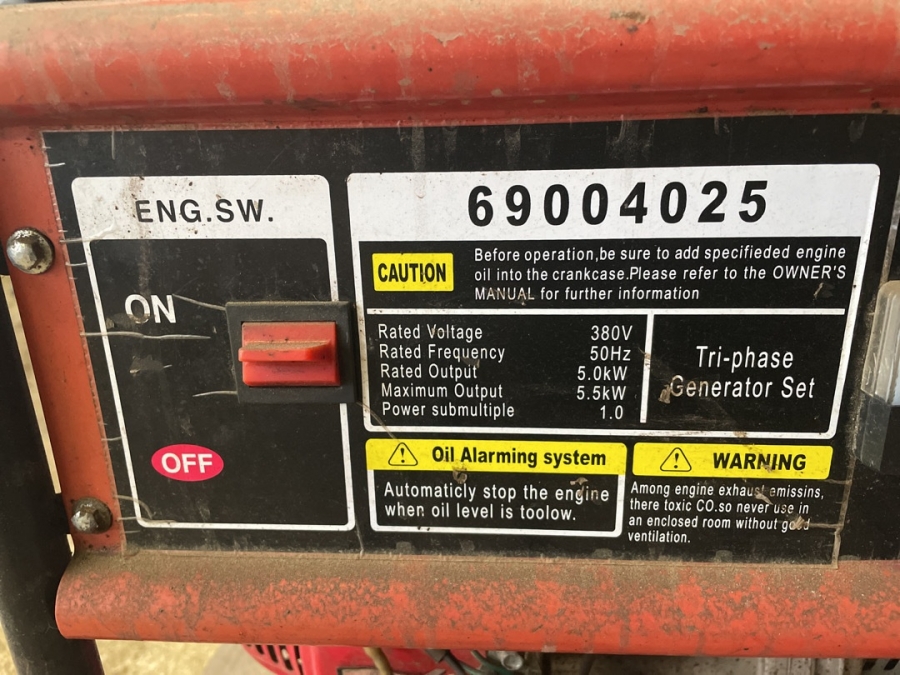 ENG.SW.
ON
OFF
69004025
CAUTION
Before operation,be sure to add specifieded engine
oil into the crankcase.Please refer to the OWNER'S
MANUAL for further information
Rated Voltage 380V
Rated Frequency 50Hz
Rated Output 5.0kW
Maximum Output 5.5kW
Power submultiple 1.0
Tri-phase
Generator Set
Oil Alarming system
Automaticly stop the engine
when oil level is toolow.
WARNING
Among engine exhaust emissins,
there toxic CO.so never use in
an enclosed room without good
ventilation.